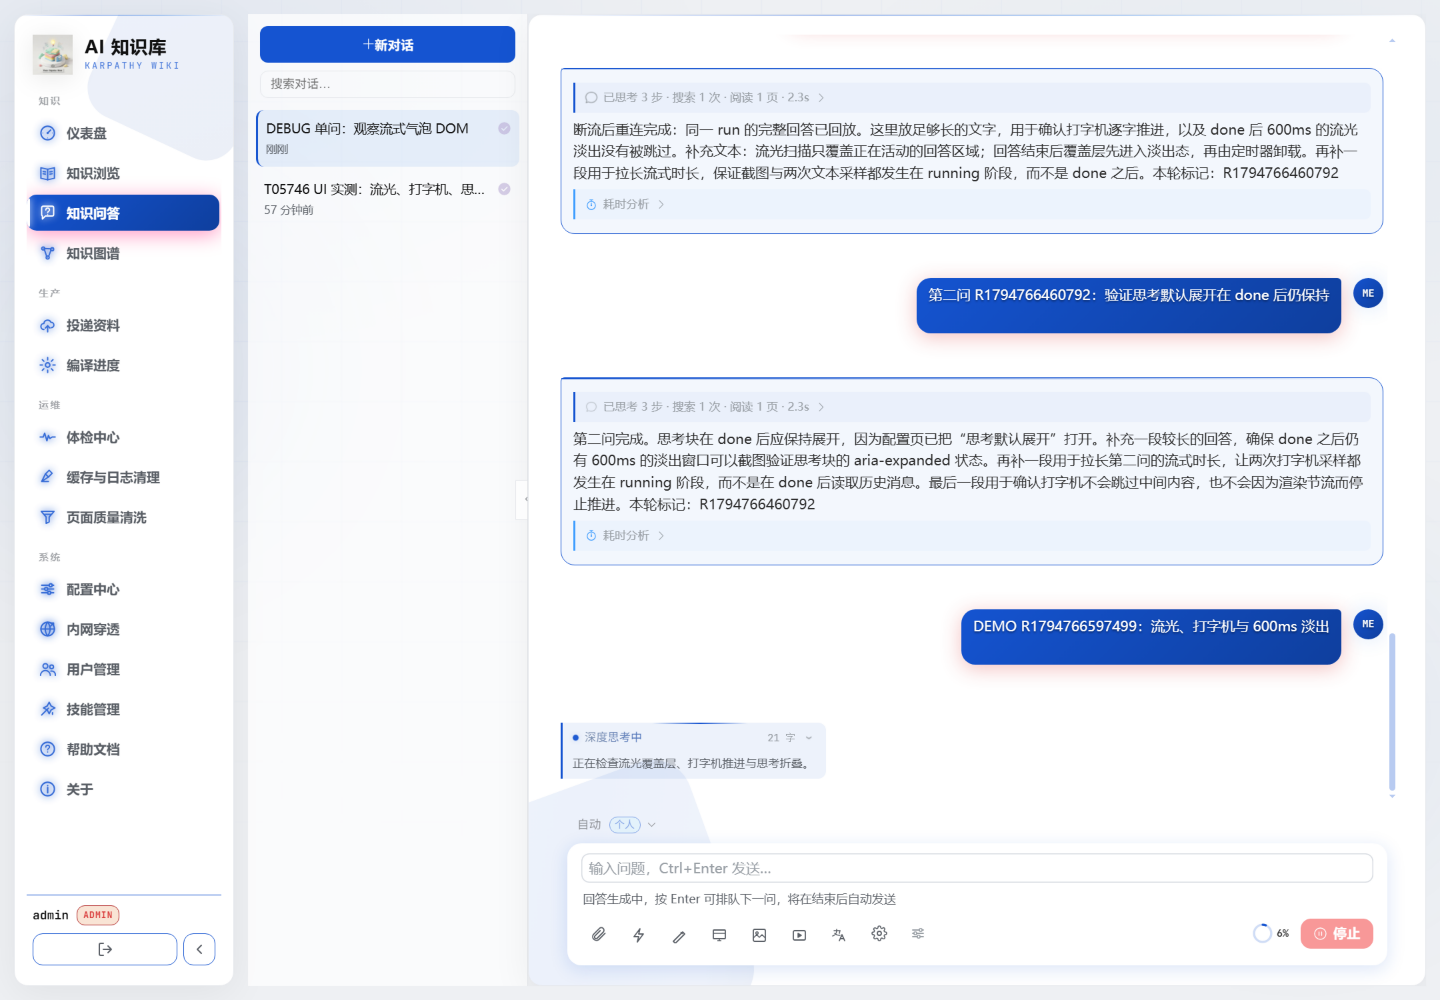 AI 知识库
KARPATHY WIKI
知识
仪表盘
知识浏览
知识问答
知识图谱
生产
投递资料
编译进度
运维
体检中心
缓存与日志清理
页面质量清洗
系统
配置中心
内网穿透
用户管理
技能管理
帮助文档
关于
admin ADMIN
+新对话
搜索对话...
DEBUG 单问：观察流式气泡 DOM
刚刚
T05746 UI 实测：流光、打字机、思...
57 分钟前
已思考 3 步 · 搜索 1 次 · 阅读 1 页 · 2.3s
断流后重连完成：同一 run 的完整回答已回放。这里放足够长的文字，用于确认打字机逐字推进，以及 done 后 600ms 的流光
淡出没有被跳过。补充文本：流光扫描只覆盖正在活动的回答区域；回答结束后覆盖层先进入淡出态，再由定时器卸载。再补一
段用于拉长流式时长，保证截图与两次文本采样都发生在 running 阶段，而不是 done 之后。本轮标记：R1794766460792
耗时分析
第二问 R1794766460792：验证思考默认展开在 done 后仍保持
ME
已思考 3 步 · 搜索 1 次 · 阅读 1 页 · 2.3s
第二问完成。思考块在 done 后应保持展开，因为配置页已把“思考默认展开”打开。补充一段较长的回答，确保 done 之后仍
有 600ms 的淡出窗口可以截图验证思考块的 aria-expanded 状态。再补一段用于拉长第二问的流式时长，让两次打字机采样都
发生在 running 阶段，而不是在 done 后读取历史消息。最后一段用于确认打字机不会跳过中间内容，也不会因为渲染节流而停
止推进。本轮标记：R1794766460792
耗时分析
DEMO R1794766597499：流光、打字机与 600ms 淡出
ME
深度思考中 21 字
正在检查流光覆盖层、打字机推进与思考折叠。
自动 个人
输入问题，Ctrl+Enter 发送...
回答生成中，按 Enter 可排队下一问，将在结束后自动发送
6% 停止